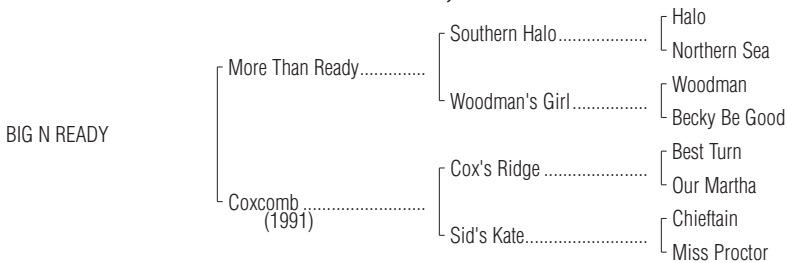 Halo
Southern Halo....................
Northern Sea
More Than Ready..............
Woodman
Woodman's Girl.................
Becky Be Good
BIG N READY
Best Turn
Cox's Ridge .......................
Our Martha
Coxcomb ..........................
(1991)
Chieftain
Sid's Kate...........................
Miss Proctor